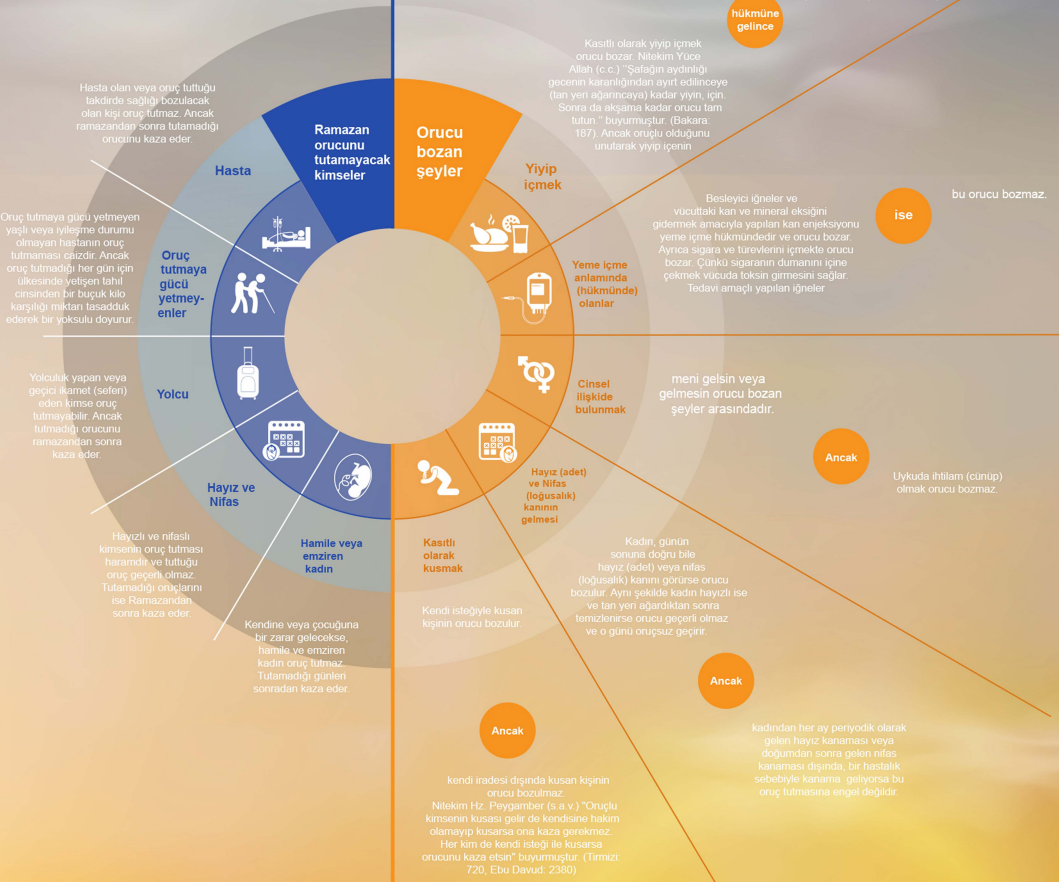 Ramazan
orucunu
tutamayacak
kimseler
Hasta
Hasta olan veya oruç tuttuğu
takdirde sağlığı bozulacak
olan kişi oruç tutmaz. Ancak
ramazandan sonra tutamadığı
orucunu kaza eder.
Oruç
tutmaya
gücü
yetmey-
enler
Oruç tutmaya gücü yetmeyen
yaşlı veya iyileşme durumu
olmayan hastanın oruç
tutmaması caizdir. Ancak
oruç tutmadığı her gün için
ülkesinde yetişen tahıl
cinsinden bir buçuk kilo
karşılığı miktarı tasadduk
ederek bir yoksulu doyurur.
Yolcu
Yolculuk yapan veya
geçici ikamet (seferi)
eden kimse oruç
tutmayabilir. Ancak
tutmadığı orucunu
ramazandan sonra
kaza eder.
Hayız ve
Nifas
Hayızlı ve nifaslı
kimsenin oruç tutması
haramdır ve tuttuğu
oruç geçerli olmaz.
Tutamadığı oruçlarını
ise Ramazandan
sonra kaza eder.
Hamile veya
emziren
kadın
Kendine veya çocuğuna
bir zarar gelecekse,
hamile ve emziren
kadın oruç tutmaz.
Tutamadığı günleri
sonradan kaza eder.
Orucu
bozan
şeyler
Yiyip
içmek
Kasıtlı olarak yiyip içmek
orucu bozar. Nitekim Yüce
Allah (c.c.) "Şafağın aydınlığı
gecenin karanlığından ayırt edilinceye
(tan yeri ağarıncaya) kadar yiyin, için.
Sonra da akşama kadar orucu tam
tutun." buyurmuştur. (Bakara:
187). Ancak oruçlu olduğunu
unutarak yiyip içenin
hükmüne
gelince
Yeme içme
anlamında
(hükmünde)
olanlar
Besleyici iğneler ve
vücuttaki kan ve mineral eksiğini
gidermek amacıyla yapılan kan enjeksiyonu
yeme içme hükmündedir ve orucu bozar.
Ayrıca sigara ve türevlerini içmekte orucu
bozar. Çünkü sigaranın dumanını içine
çekmek vücuda toksin girmesini sağlar.
Tedavi amaçlı yapılan iğneler
ise
bu orucu bozmaz.
Cinsel
ilişkide
bulunmak
meni gelsin veya
gelmesin orucu bozan
şeyler arasındadır.
Ancak
Uykuda ihtilam (cünüp)
olmak orucu bozmaz.
Hayız (adet)
ve Nifas
(loğusalık)
kanının
gelmesi
Kadın, günün
sonuna doğru bile
hayız (adet) veya nifas
(loğusalık) kanını görürse orucu
bozulur. Aynı şekilde kadın hayızlı ise
ve tan yeri ağardıktan sonra
temizlenirse orucu geçerli olmaz
ve o günü oruçsuz geçirir.
Ancak
kadından her ay periyodik olarak
gelen hayız kanaması veya
doğumdan sonra gelen nifas
kanaması dışında, bir hastalık
sebebiyle kanama geliyorsa bu
oruç tutmasına engel değildir.
Kasıtlı
olarak
kusmak
Kendi isteğiyle kusan
kişinin orucu bozulur.
Ancak
kendi iradesi dışında kusan kişinin
orucu bozulmaz.
Nitekim Hz. Peygamber (s.a.v.) "Oruçlu
kimsenin kusası gelir de kendisine hakim
olamayıp kusarsa ona kaza gerekmez.
Her kim de kendi isteği ile kusarsa
orucunu kaza etsin" buyurmuştur. (Tirmizi:
720, Ebu Davud: 2380)